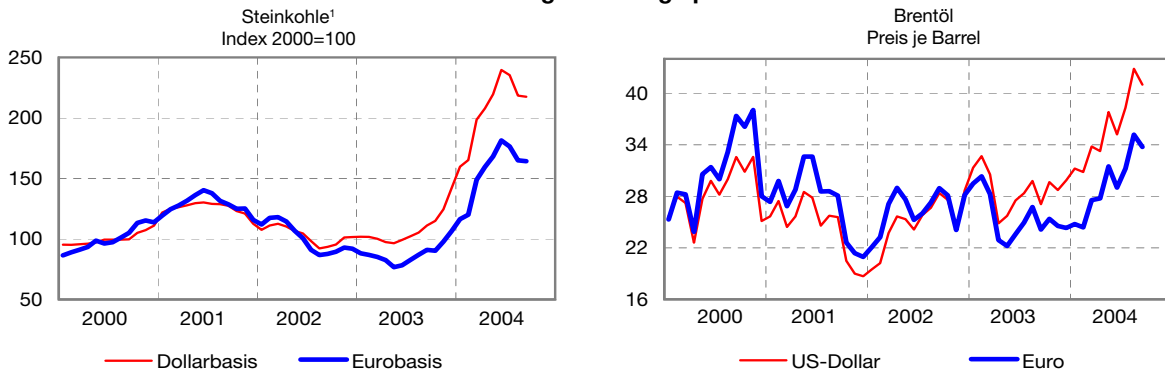 Steinkohle¹
Index 2000=100
250
200
150
100
50
2000 2001 2002 2003 2004
Dollarbasis Eurobasis
Brentöl
Preis je Barrel
40
34
28
22
16
2000 2001 2002 2003 2004
US-Dollar Euro